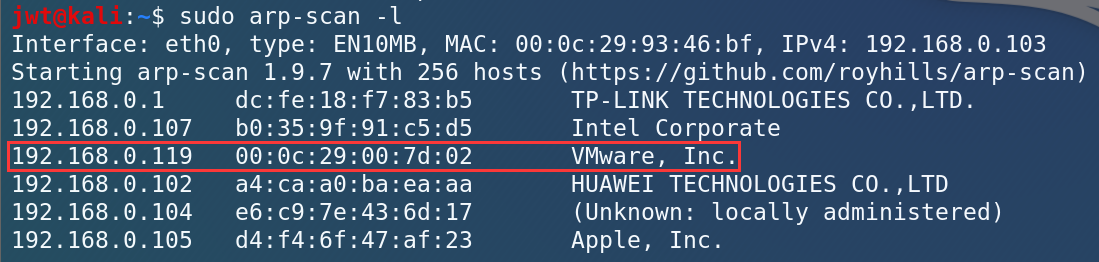 jwt@kali:~$ sudo arp-scan -l
Interface: eth0, type: EN10MB, MAC: 00:0c:29:93:46:bf, IPv4: 192.168.0.103
Starting arp-scan 1.9.7 with 256 hosts (https://github.com/royhills/arp-scan)
192.168.0.1 dc:fe:18:f7:83:b5 TP-LINK TECHNOLOGIES CO.,LTD.
192.168.0.107 b0:35:9f:91:c5:d5 Intel Corporate
192.168.0.119 00:0c:29:00:7d:02 VMware, Inc.
192.168.0.102 a4:ca:a0:ba:ea:aa HUAWEI TECHNOLOGIES CO.,LTD
192.168.0.104 e6:c9:7e:43:6d:17 (Unknown: locally administered)
192.168.0.105 d4:f4:6f:47:af:23 Apple, Inc.